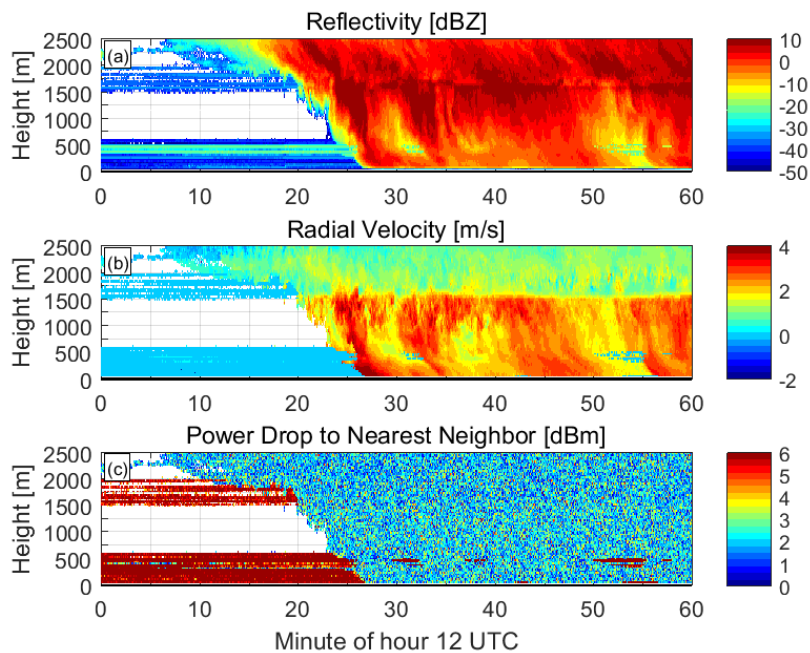 Reflectivity [dBZ]
(a)
Height [m]
2500
2000
1500
1000
500
0
0 10 20 30 40 50 60
10
0
-10
-20
-30
-40
-50
Radial Velocity [m/s]
(b)
Height [m]
2500
2000
1500
1000
500
0
0 10 20 30 40 50 60
4
2
0
-2
Power Drop to Nearest Neighbor [dBm]
(c)
Height [m]
2500
2000
1500
1000
500
0
0 10 20 30 40 50 60
6
5
4
3
2
1
0
Minute of hour 12 UTC